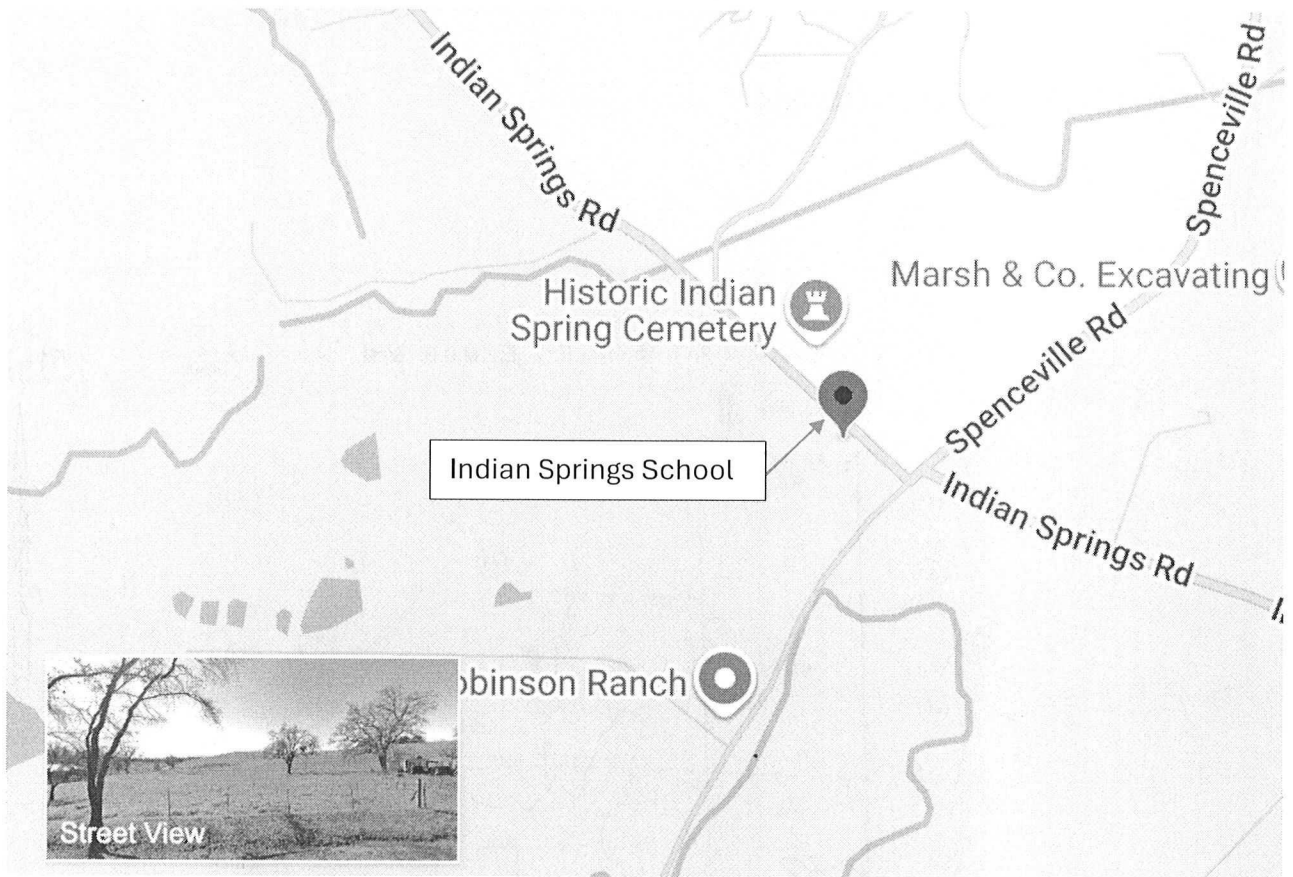 Indian Springs Rd
Spenceville Rd
Marsh & Co. Excavating
Historic Indian
Spring Cemetery
Spenceville Rd
Indian Springs School
Indian Springs Rd
obinson Ranch
Street View